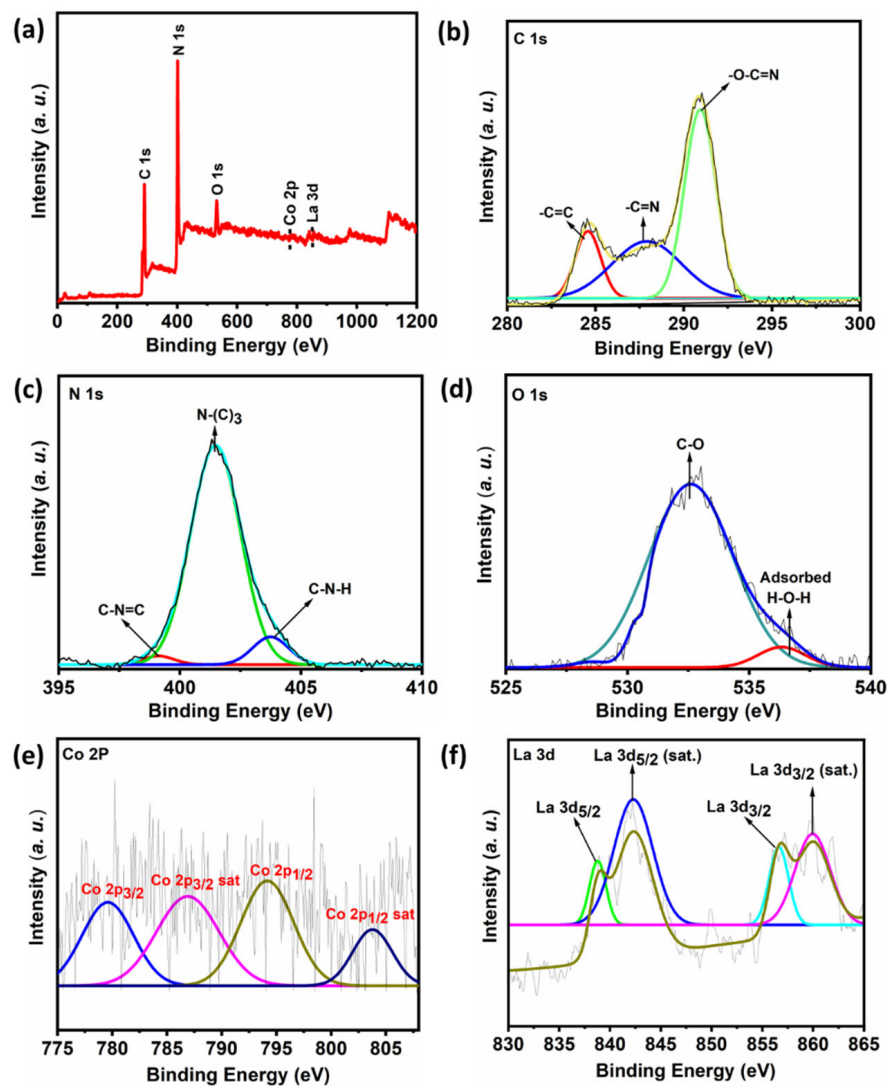 (a)
N 1s
C 1s
O 1s
Co 2p
La 3d
Intensity (a. u.)
0 200 400 600 800 1000 1200
Binding Energy (eV)
(b)
C 1s
-O-C=N
-C=N
-C=C
Intensity (a. u.)
280 285 290 295 300
Binding Energy (eV)
(c)
N 1s
N-(C)3
C-N=C
C-N-H
Intensity (a. u.)
395 400 405 410
Binding Energy (eV)
(d)
O 1s
C-O
Adsorbed
H-O-H
Intensity (a. u.)
525 530 535 540
Binding Energy (eV)
(e)
Co 2P
Co 2p3/2
Co 2p3/2 sat
Co 2p1/2
Co 2p1/2 sat
Intensity (a. u.)
775 780 785 790 795 800 805
Binding Energy (eV)
(f)
La 3d
La 3d5/2 (sat.)
La 3d3/2 (sat.)
La 3d5/2
La 3d3/2
Intensity (a. u.)
830 835 840 845 850 855 860 865
Binding Energy (eV)